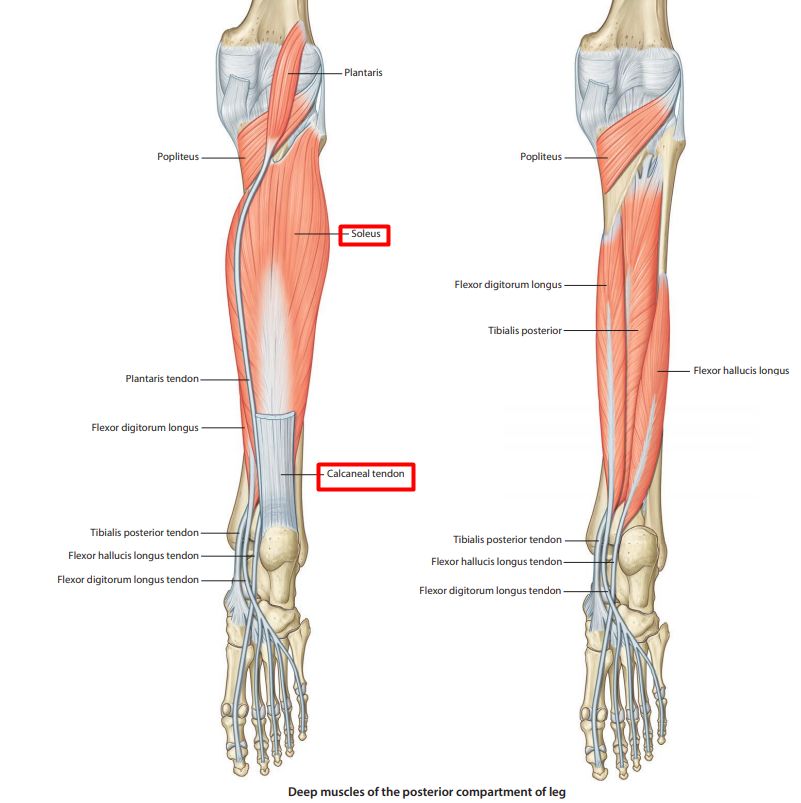 Plantaris
Popliteus
Soleus
Plantaris tendon
Flexor digitorum longus
Calcaneal tendon
Tibialis posterior tendon
Flexor hallucis longus tendon
Flexor digitorum longus tendon
Popliteus
Flexor digitorum longus
Tibialis posterior
Flexor hallucis longus
Tibialis posterior tendon
Flexor hallucis longus tendon
Flexor digitorum longus tendon
Deep muscles of the posterior compartment of leg